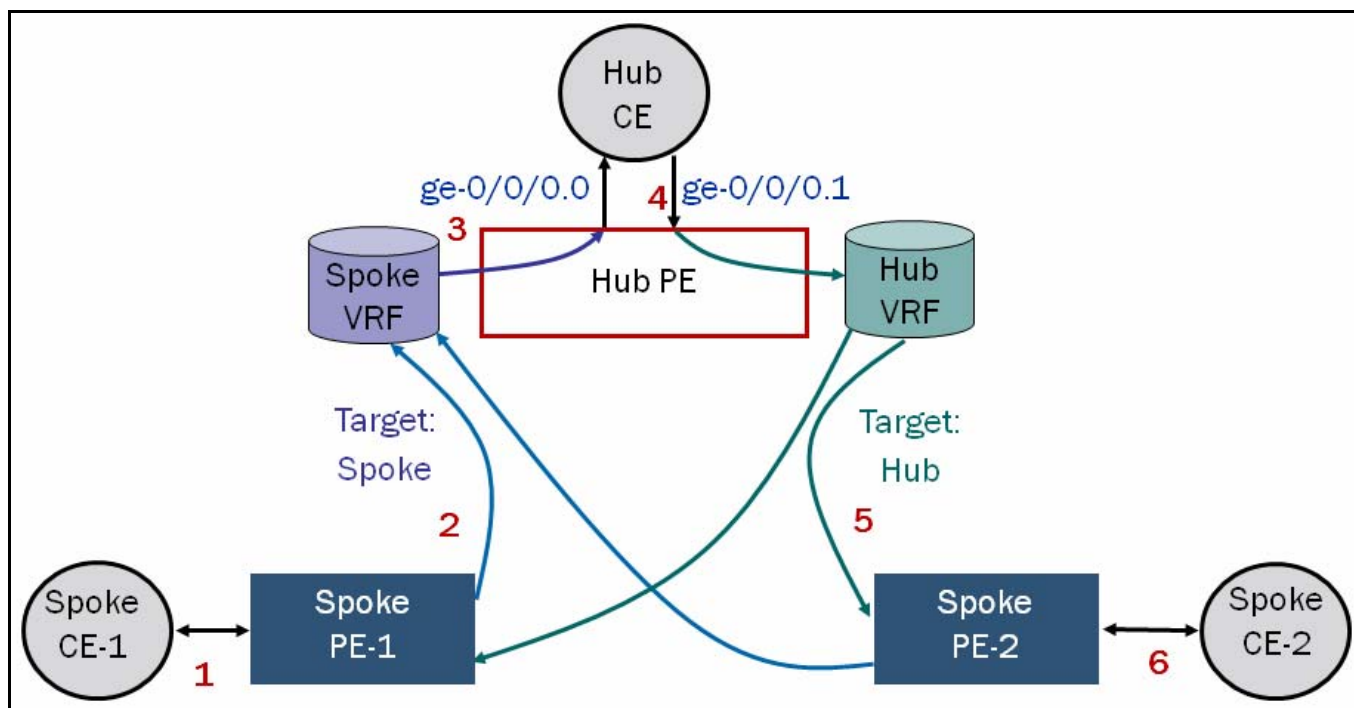 Hub
CE
ge-0/0/0.0
4
ge-0/0/0.1
3
Spoke
VRF
Hub PE
Hub
VRF
Target:
Spoke
Target:
Hub
2
5
Spoke
CE-1
Spoke
PE-1
Spoke
PE-2
Spoke
CE-2
1
6